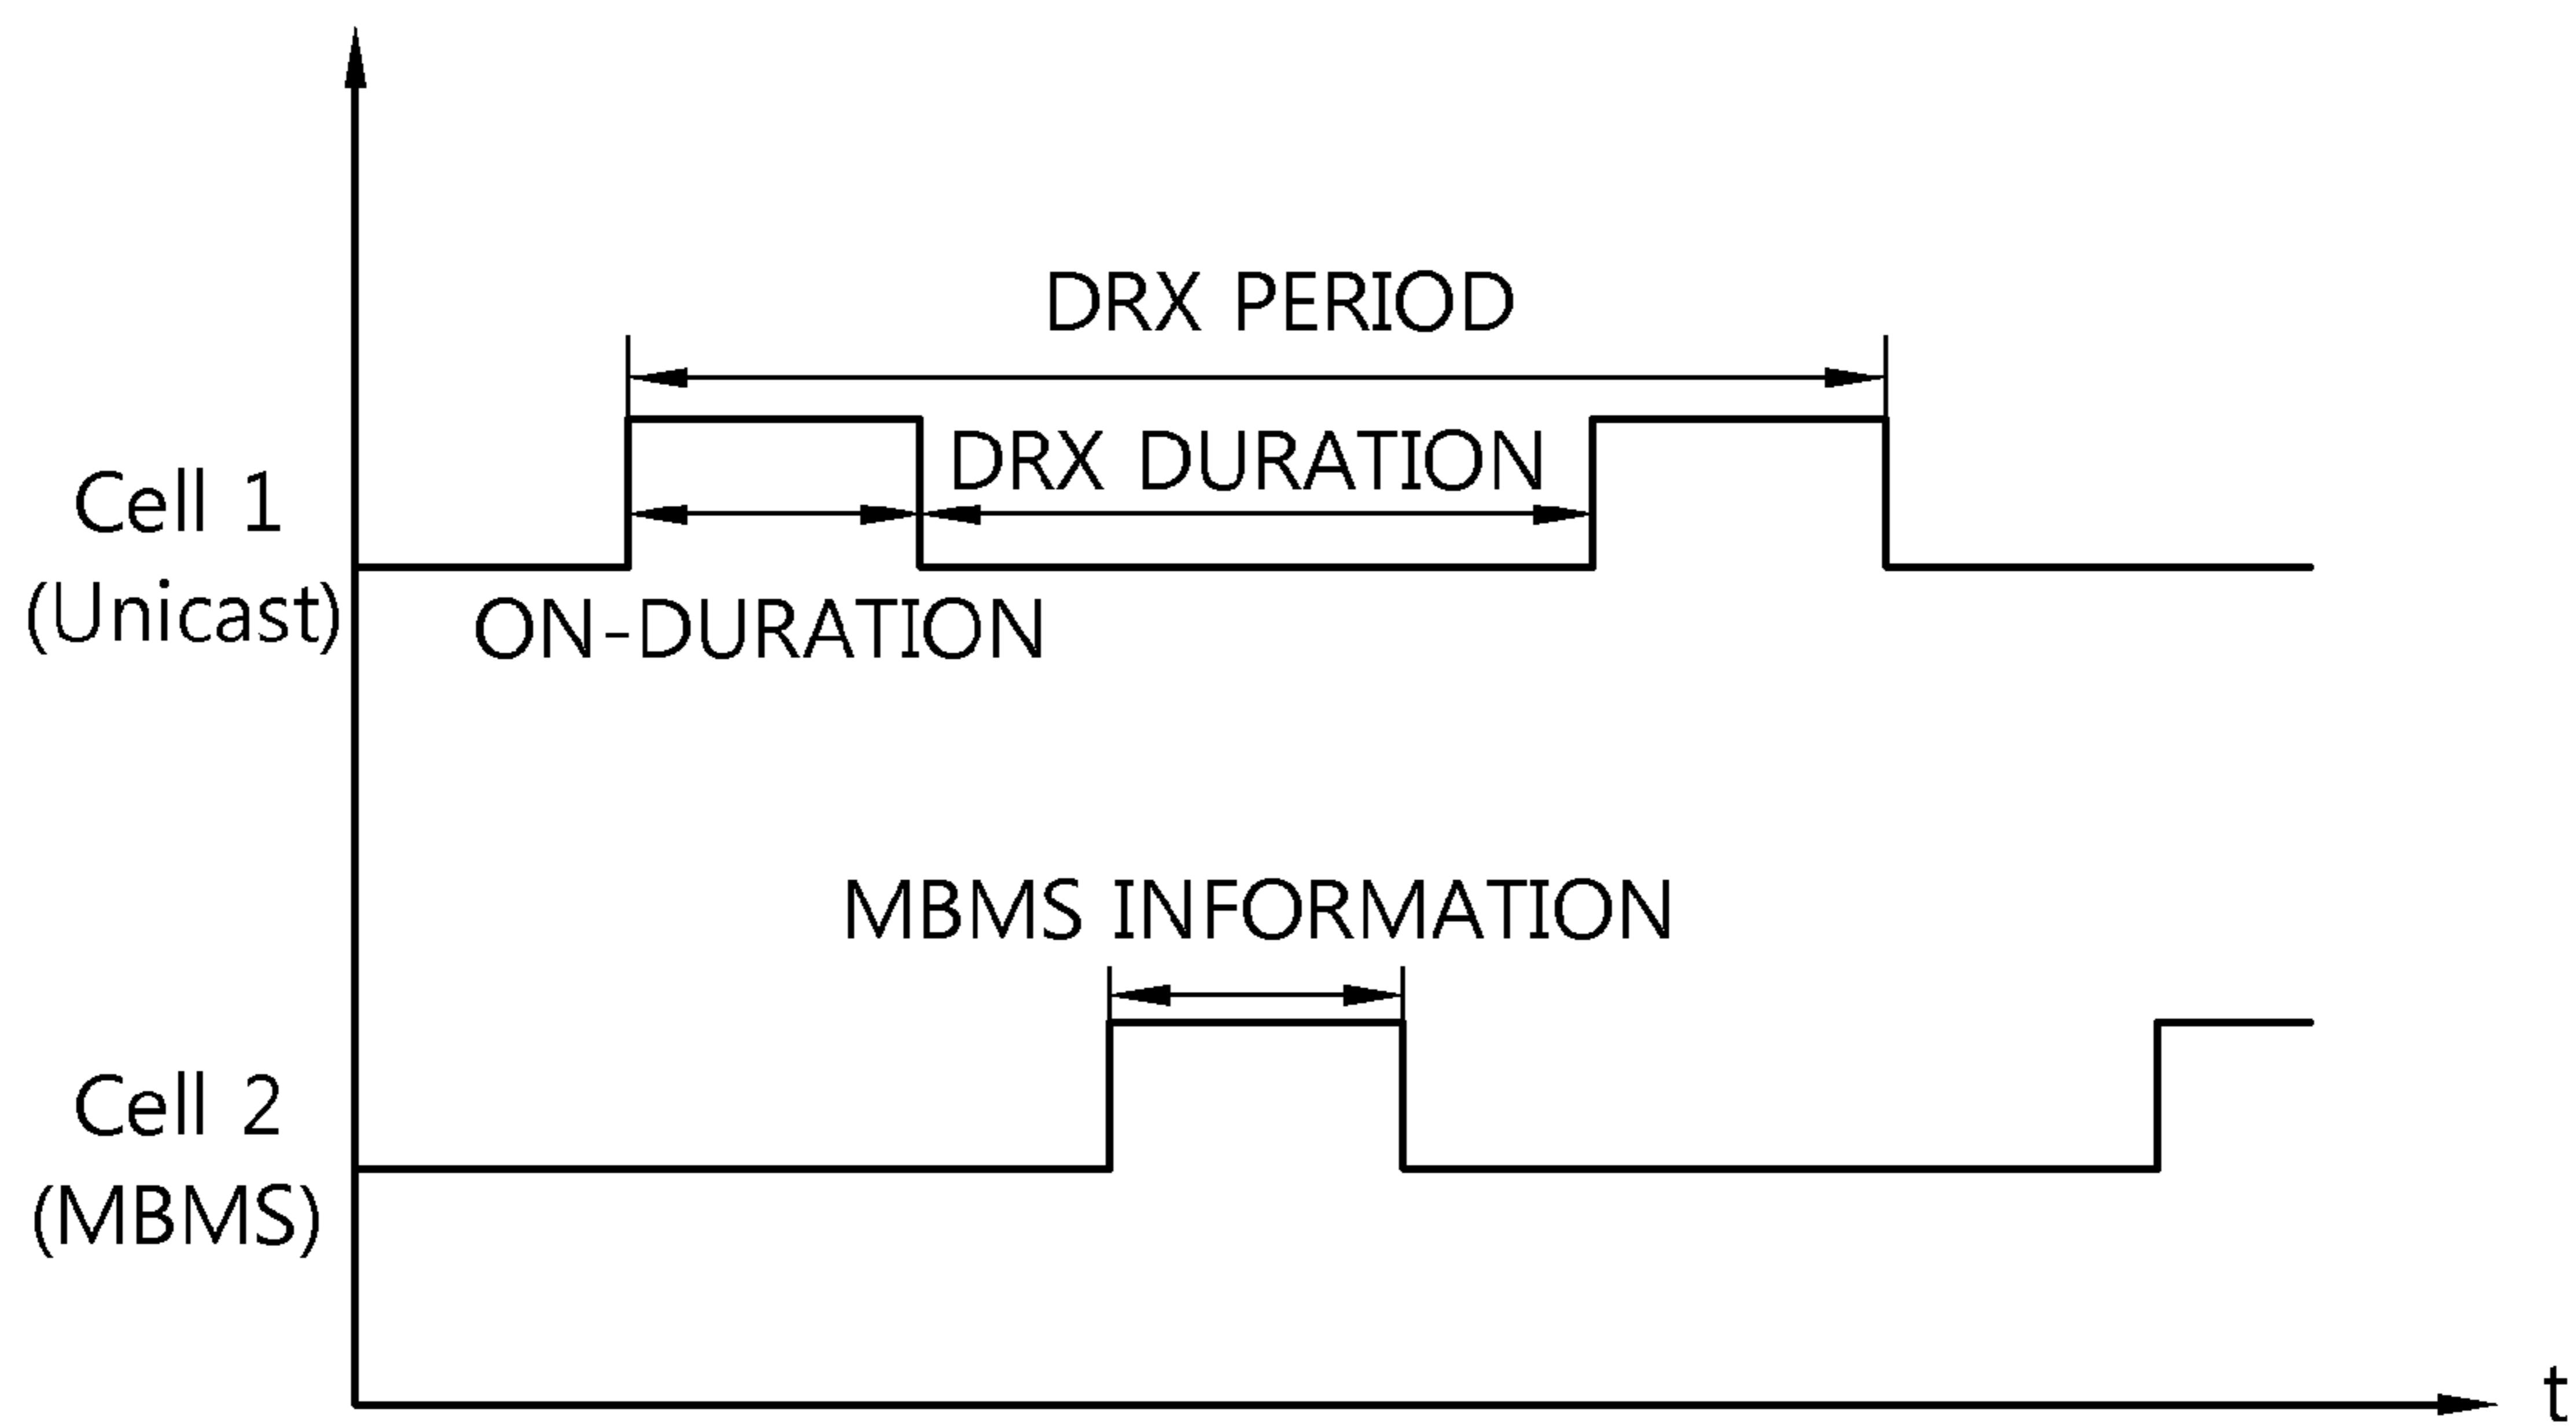 DRX PERIOD
DRX DURATION
Cell 1
(Unicast)
ON-DURATION
MBMS INFORMATION
Cell 2
(MBMS)
t